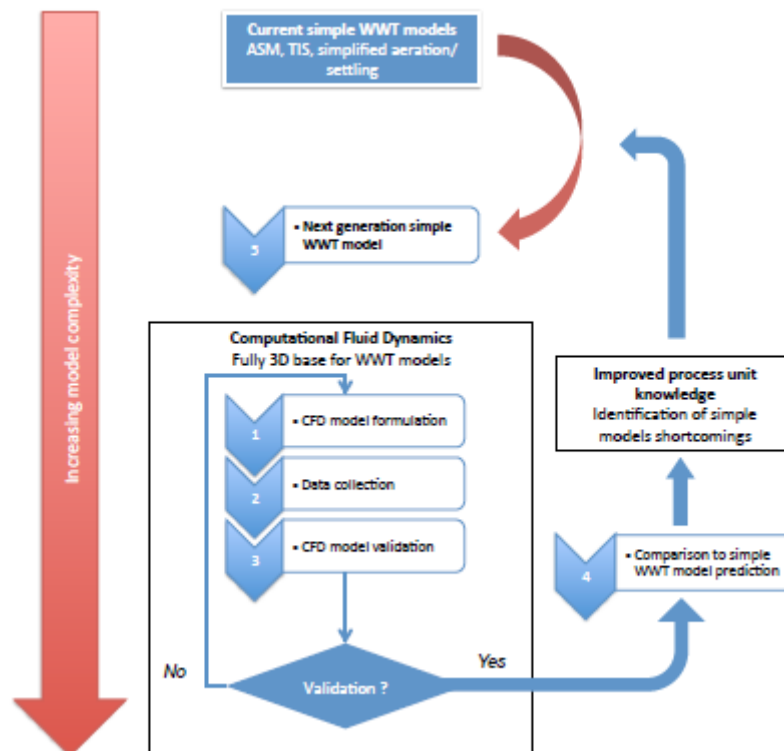 Current simple WWT models
ASM, TIS, simplified aeration/
settling
5
▪ Next generation simple
WWT model
Increasing model complexity
Computational Fluid Dynamics
Fully 3D base for WWT models
1
▪ CFD model formulation
2
▪ Data collection
3
▪ CFD model validation
No
Validation ?
Yes
4
▪ Comparison to simple
WWT model prediction
Improved process unit
knowledge
Identification of simple
models shortcomings